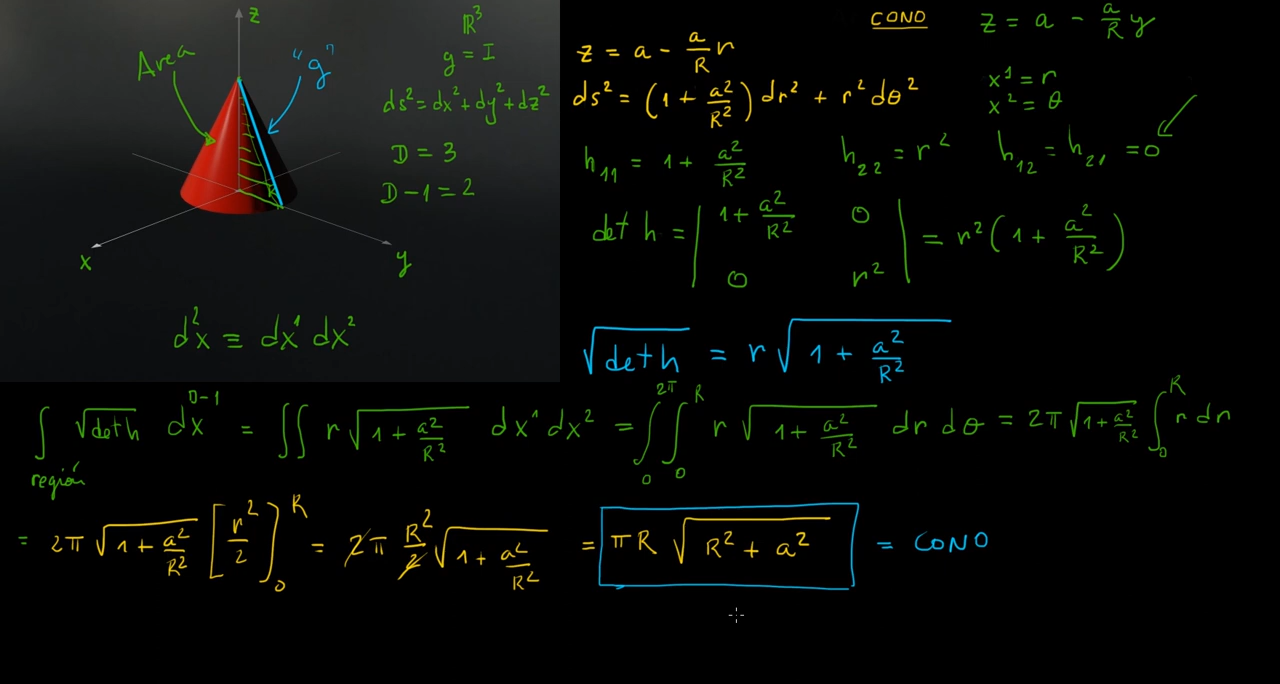 z
Area
"g"
R
x
y
ℝ³
g = I
ds² = dx² + dy² + dz²
D = 3
D - 1 = 2
d²x ≡ dx¹ dx²
CONO
z = a - a/R r
z = a - a/R y
ds² = (1 + a²/R²) dr² + r² dθ²
x¹ = r
x² = θ
h₁₁ = 1 + a²/R² h₂₂ = r² h₁₂ = h₂₁ = 0
det h = | 1 + a²/R² 0 | = r² (1 + a²/R²)
| 0 r² |
√(det h) = r √(1 + a²/R²)
∫_región √(det h) dx^(D-1) = ∫∫ r √(1 + a²/R²) dx¹ dx² = ∫₀^2π ∫₀^R r √(1 + a²/R²) dr dθ = 2π √(1 + a²/R²) ∫₀^R r dr
= 2π √(1 + a²/R²) [r²/2]₀^R = 2π R²/2 √(1 + a²/R²) = πR √(R² + a²) = CONO